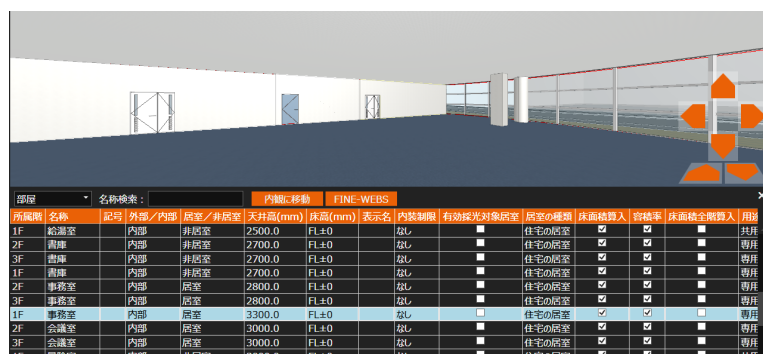 部屋 名称検索： 内観に移動 FINE-WEBS
所属階 名称 記号 外部／内部 居室／非居室 天井高(mm) 床高(mm) 表示名 内装制限 有効採光対象居室 居室の種類 床面積算入 容積率 床面積全階算入 用途
1F 給湯室 内部 非居室 2500.0 FL±0 なし 住宅の居室 共用
2F 書庫 内部 非居室 2700.0 FL±0 なし 住宅の居室 専用
3F 書庫 内部 非居室 2700.0 FL±0 なし 住宅の居室 専用
1F 書庫 内部 非居室 2700.0 FL±0 なし 住宅の居室 専用
2F 事務室 内部 居室 2800.0 FL±0 なし 住宅の居室 専用
3F 事務室 内部 居室 2800.0 FL±0 なし 住宅の居室 専用
1F 事務室 内部 居室 3300.0 FL±0 なし 住宅の居室 専用
2F 会議室 内部 居室 3000.0 FL±0 なし 住宅の居室 専用
3F 会議室 内部 居室 3000.0 FL±0 なし 住宅の居室 専用